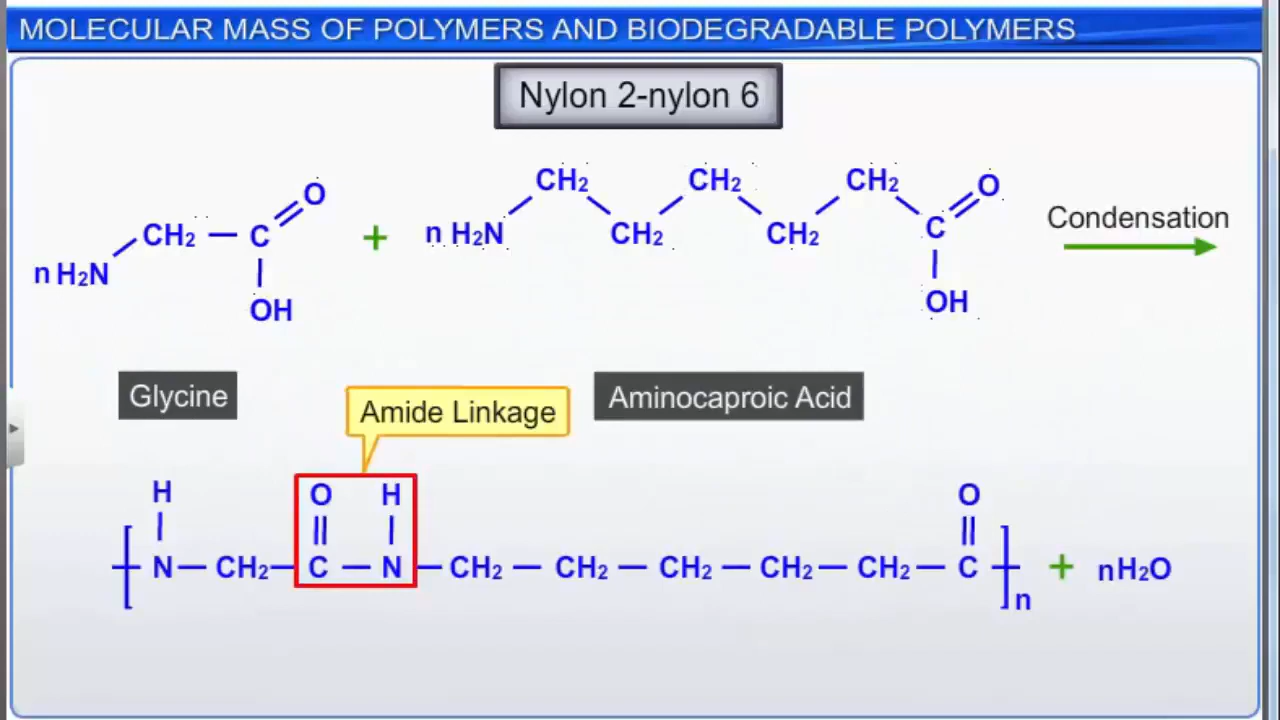 MOLECULAR MASS OF POLYMERS AND BIODEGRADABLE POLYMERS
Nylon 2-nylon 6
O
CH2 — C
n H2N
OH
+
CH2 CH2 CH2 O
n H2N CH2 CH2 C
OH
Condensation
Glycine
Amide Linkage
Aminocaproic Acid
H O H O
[ N — CH2 — C — N — CH2 — CH2 — CH2 — CH2 — CH2 — C ]n + nH2O